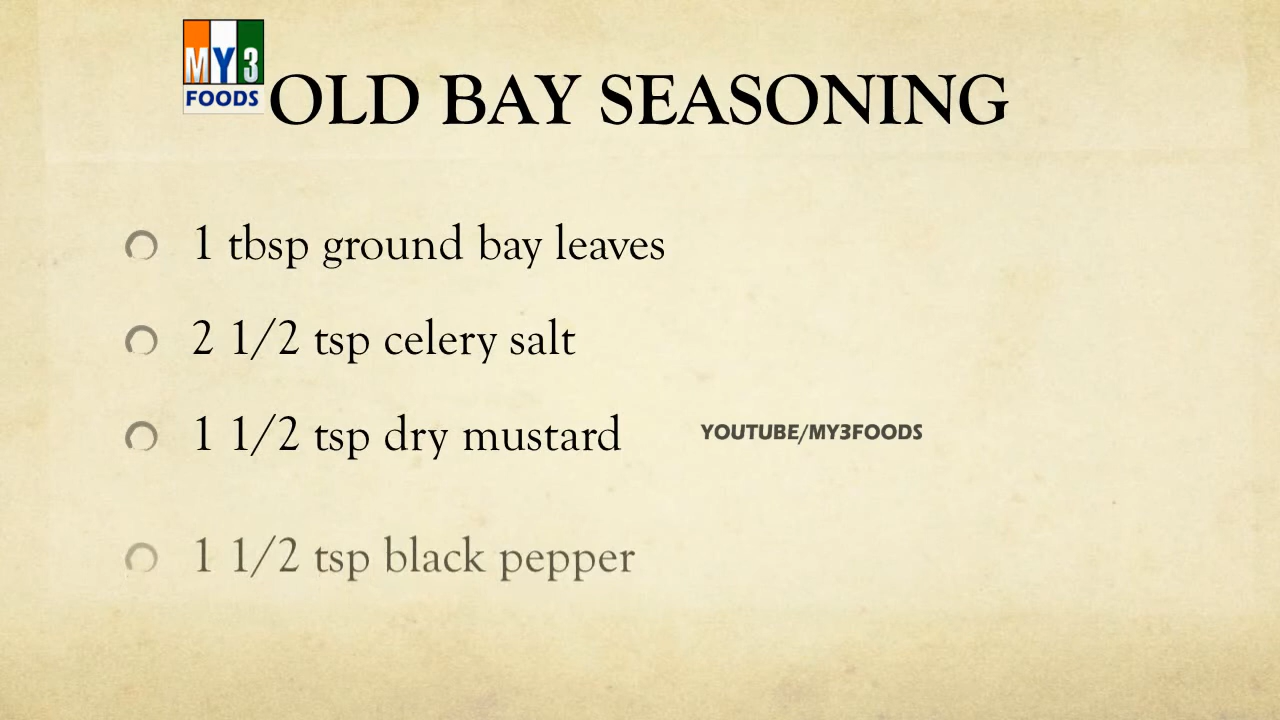 MY3
FOODS
OLD BAY SEASONING
1 tbsp ground bay leaves
2 1/2 tsp celery salt
1 1/2 tsp dry mustard
YOUTUBE/MY3FOODS
1 1/2 tsp black pepper